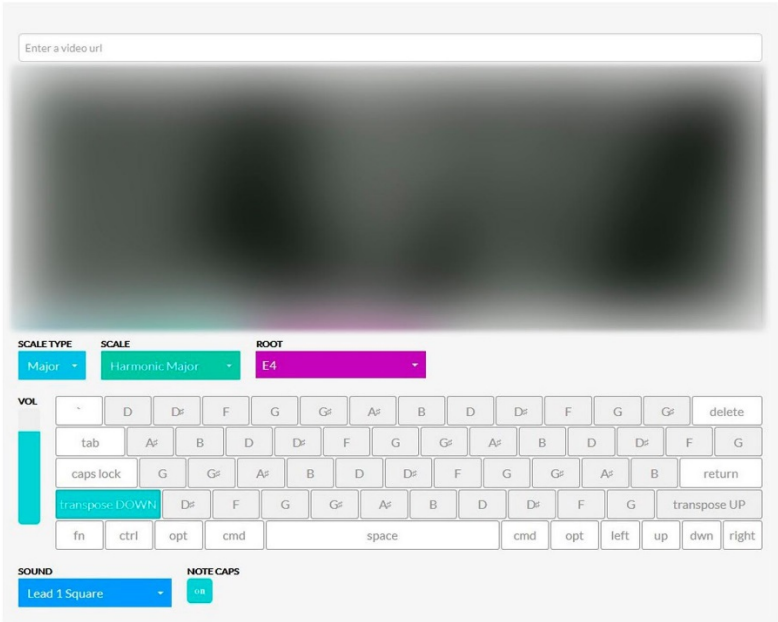 Enter a video url
SCALE TYPE SCALE ROOT
Major Harmonic Major E4
VOL
` D D♯ F G G♯ A♯ B D D♯ F G G♯ delete
tab A♯ B D D♯ F G G♯ A♯ B D D♯ F G
caps lock G G♯ A♯ B D D♯ F G G♯ A♯ B return
transpose DOWN D♯ F G G♯ A♯ B D D♯ F G transpose UP
fn ctrl opt cmd space cmd opt left up dwn right
SOUND NOTE CAPS
Lead 1 Square on